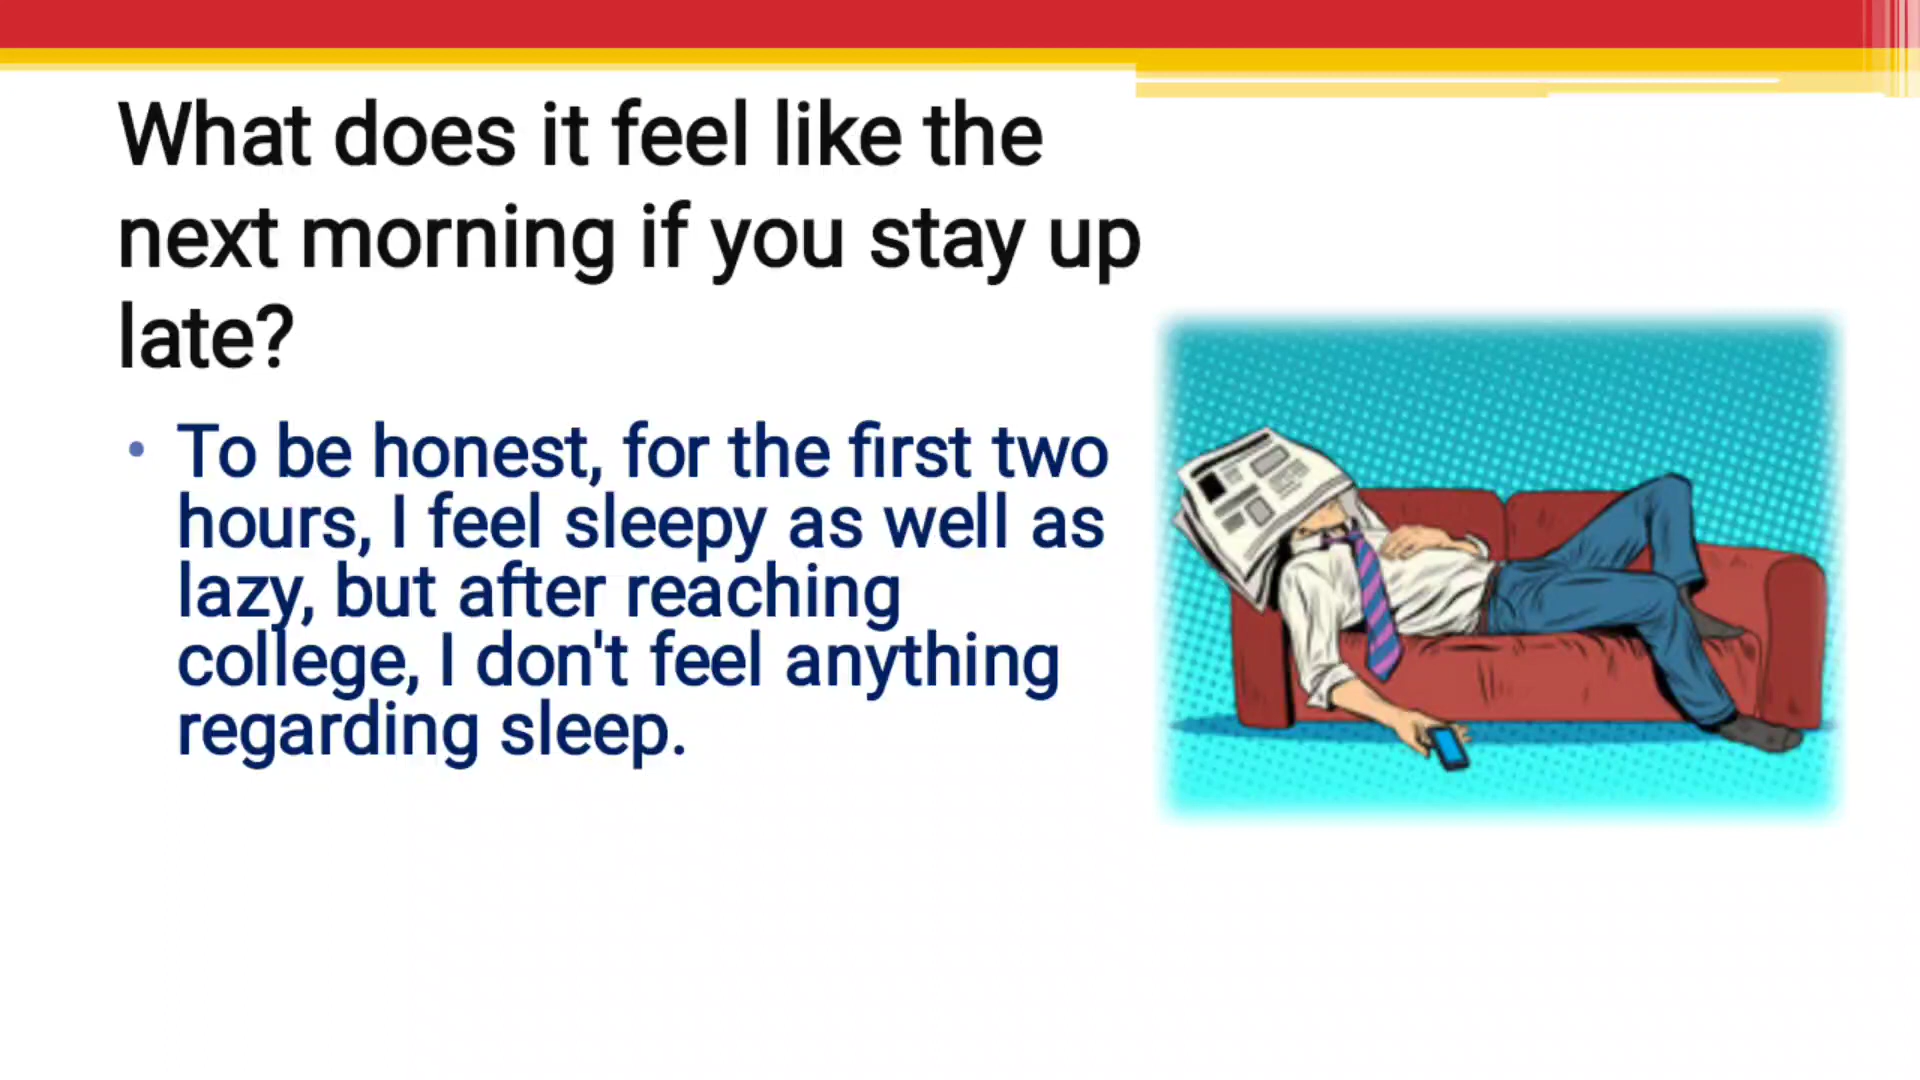 What does it feel like the
next morning if you stay up
late?
• To be honest, for the first two
hours, I feel sleepy as well as
lazy, but after reaching
college, I don't feel anything
regarding sleep.